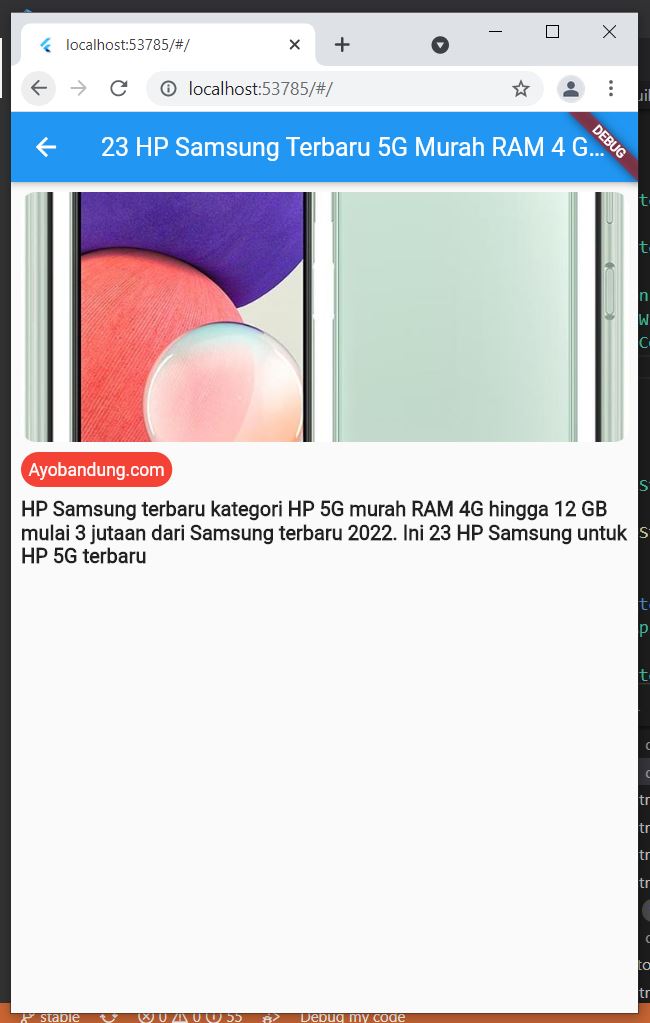 localhost:53785/#/
localhost:53785/#/
23 HP Samsung Terbaru 5G Murah RAM 4 G...
DEBUG
Ayobandung.com
HP Samsung terbaru kategori HP 5G murah RAM 4G hingga 12 GB
mulai 3 jutaan dari Samsung terbaru 2022. Ini 23 HP Samsung untuk
HP 5G terbaru
stable
0
0
55
Debug my code